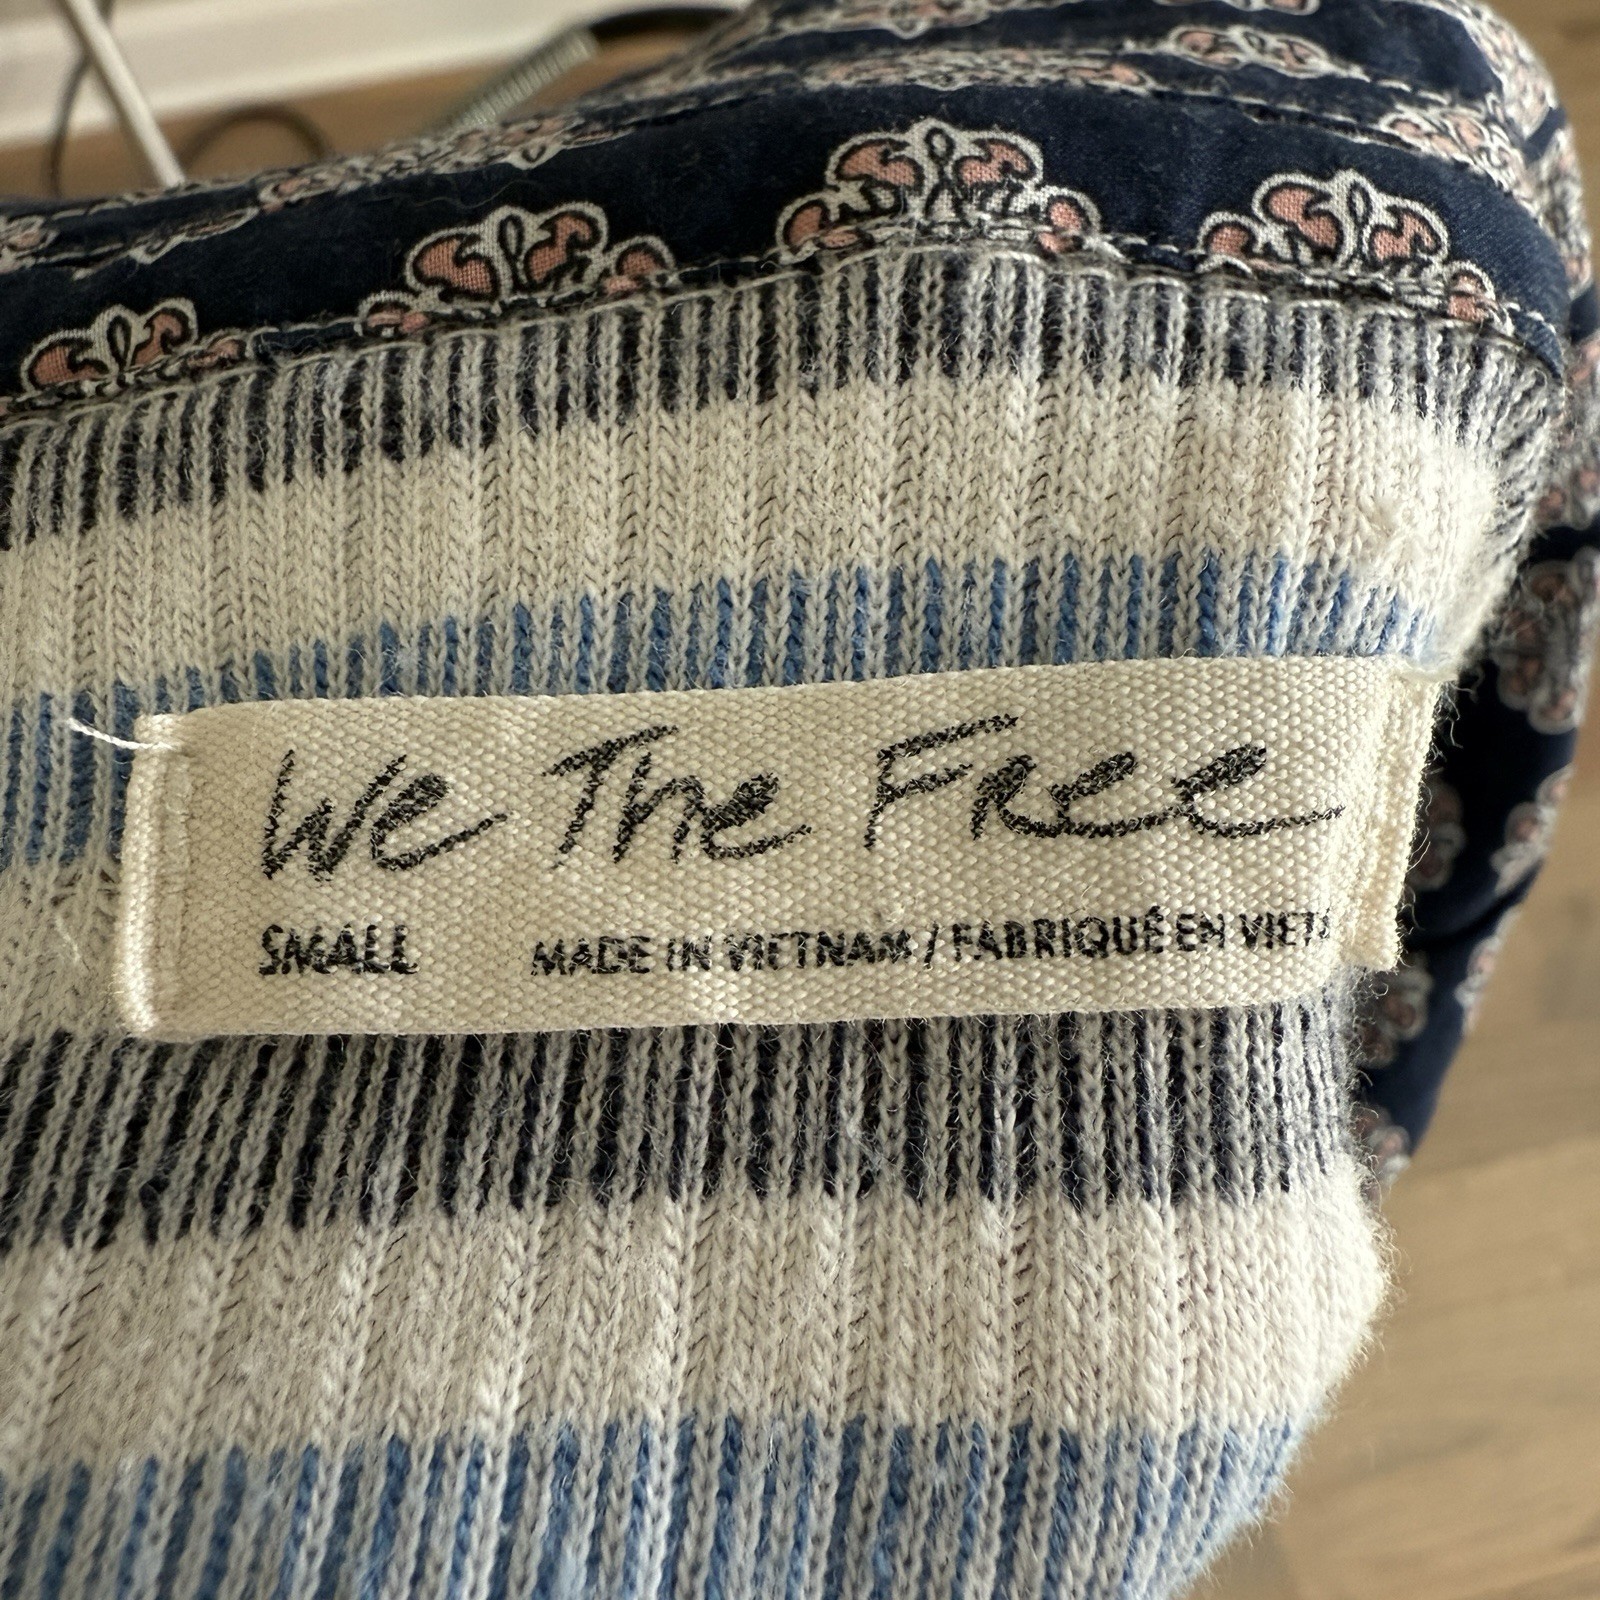 We The Free
SMALL MADE IN VIETNAM / FABRIQUÉ EN